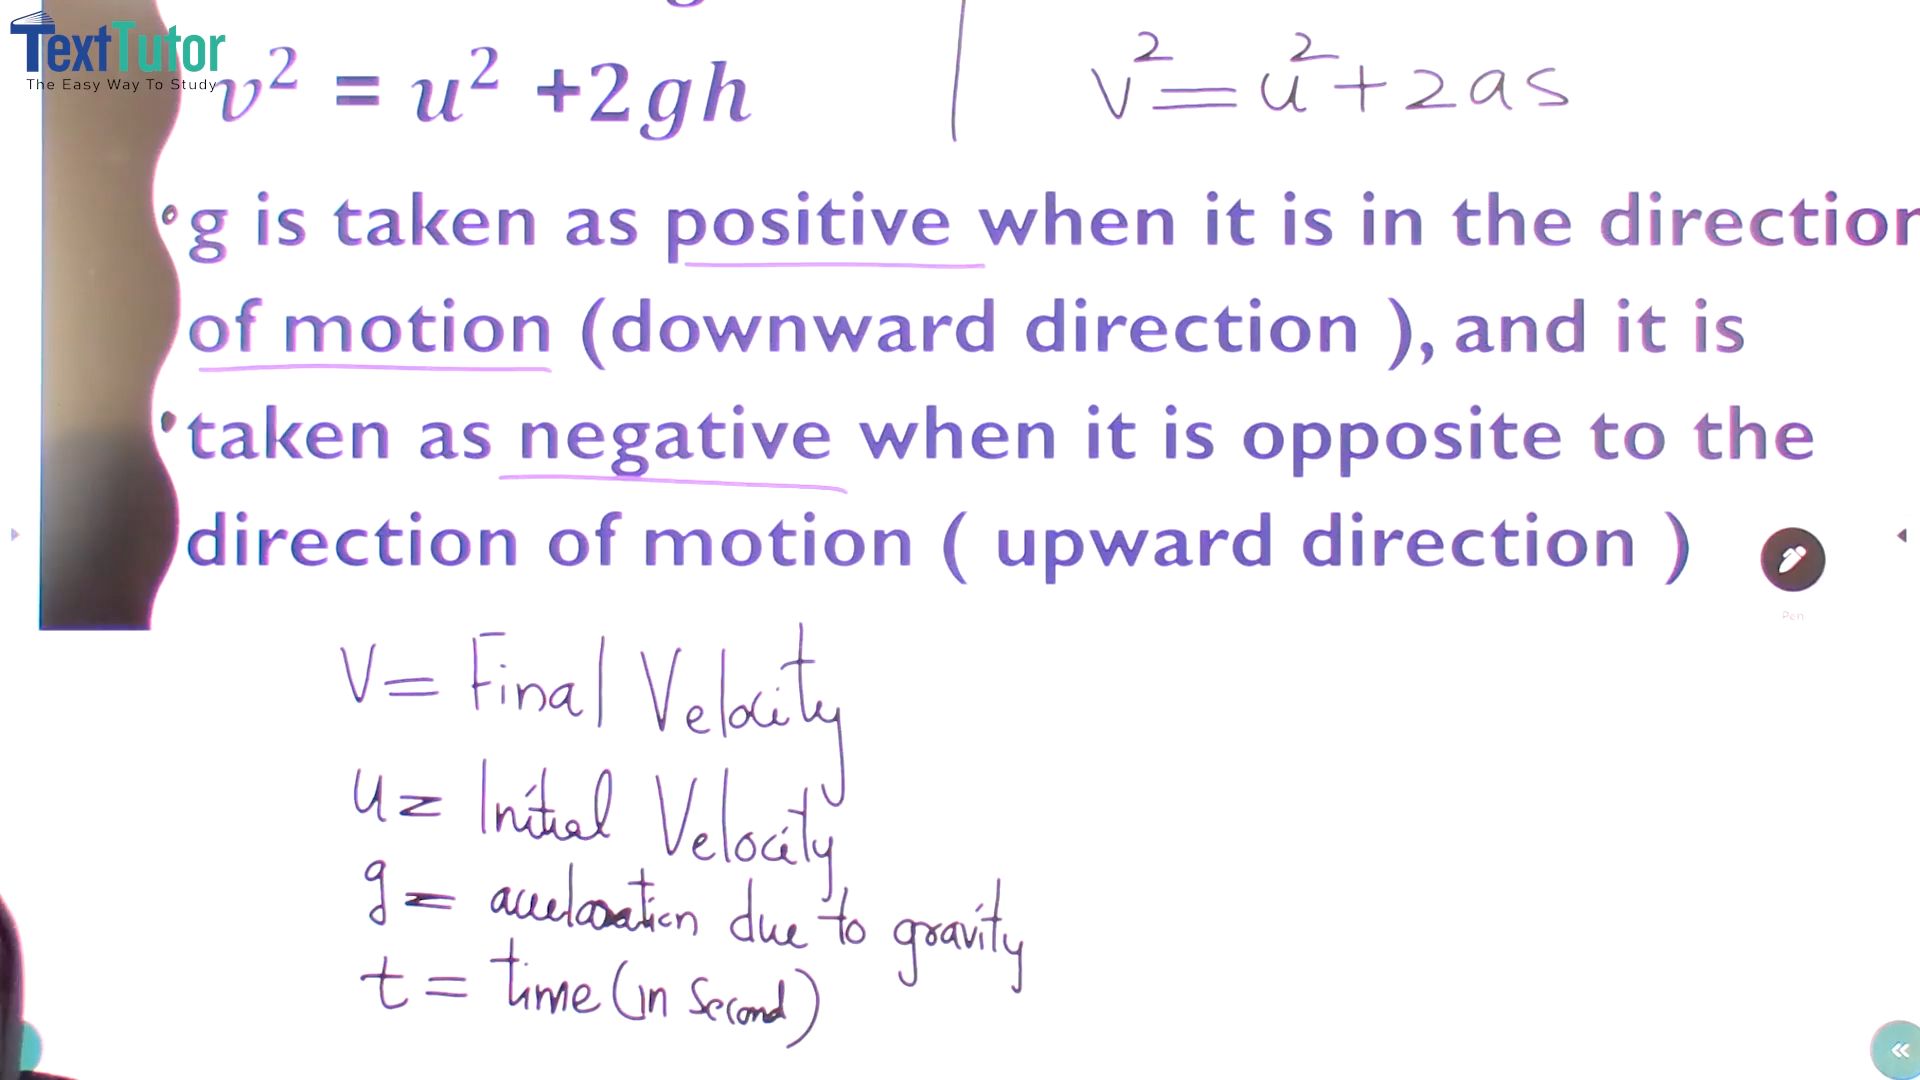 TextTutor
The Easy Way To Study
v² = u² +2gh
v² = u² + 2as
•g is taken as positive when it is in the direction
of motion (downward direction ), and it is
•taken as negative when it is opposite to the
direction of motion ( upward direction )
Pen
V = Final Velocity
u = Initial Velocity
g = acceleration due to gravity
t = time (in second)